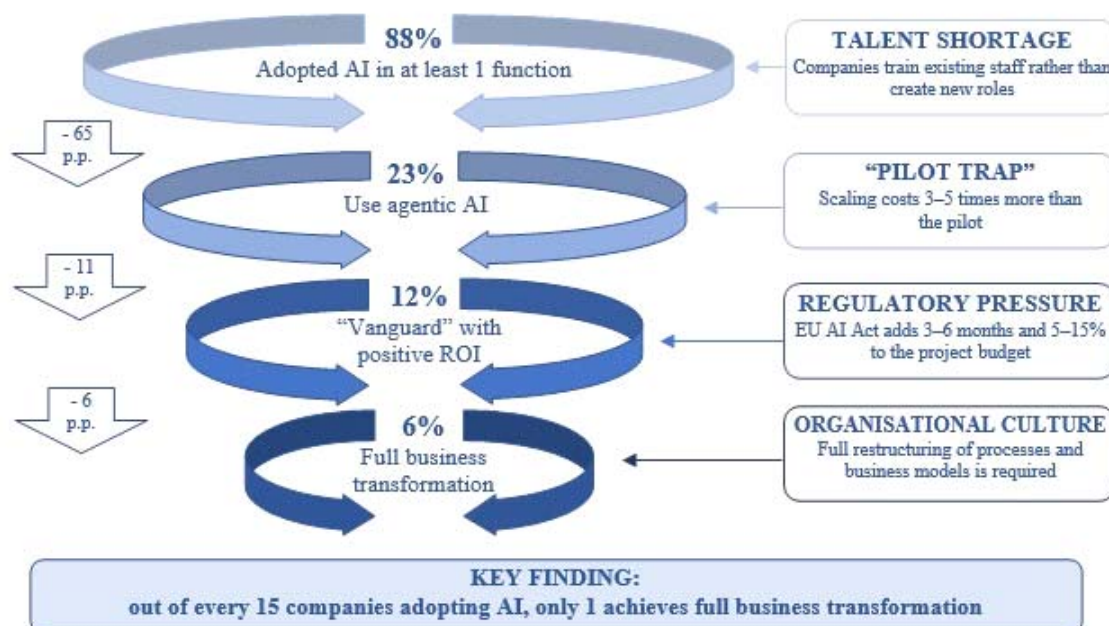 88%
Adopted AI in at least 1 function
TALENT SHORTAGE
Companies train existing staff rather than
create new roles
- 65
p.p.
23%
Use agentic AI
“PILOT TRAP”
Scaling costs 3–5 times more than
the pilot
- 11
p.p.
12%
“Vanguard” with
positive ROI
REGULATORY PRESSURE
EU AI Act adds 3–6 months and 5–15%
to the project budget
- 6
p.p.
6%
Full business
transformation
ORGANISATIONAL CULTURE
Full restructuring of processes and
business models is required
KEY FINDING:
out of every 15 companies adopting AI, only 1 achieves full business transformation